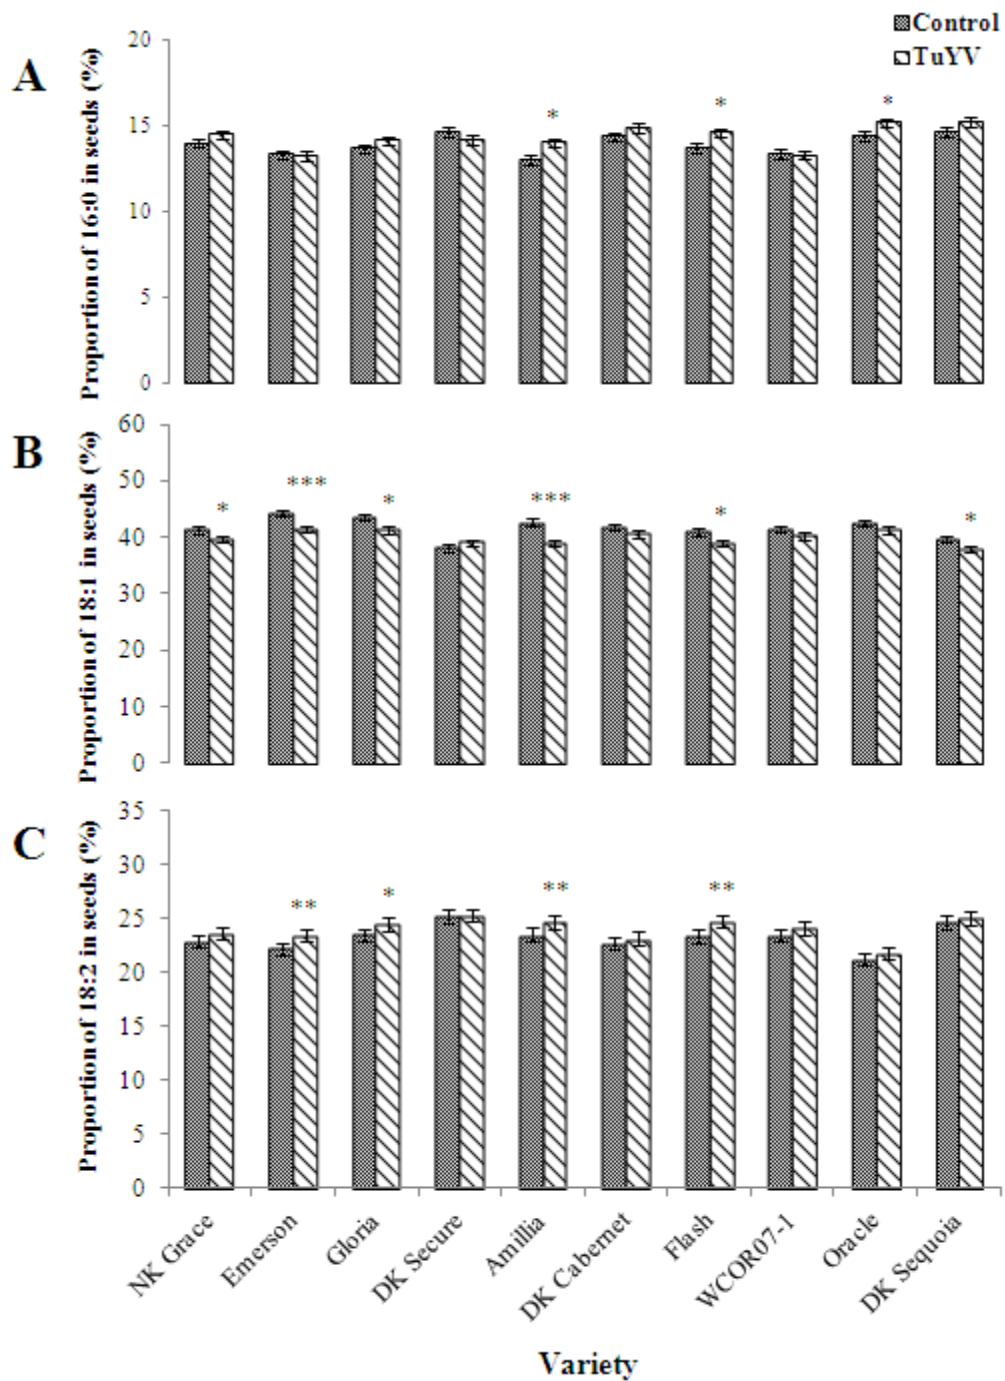 Control
TuYV
A
Proportion of 16:0 in seeds (%)
20
15
10
5
0
* * *
B
Proportion of 18:1 in seeds (%)
60
50
40
30
20
10
0
* *** * *** * *
C
Proportion of 18:2 in seeds (%)
35
30
25
20
15
10
5
0
** * ** **
NK Grace
Emerson
Gloria
DK Secure
Amillia
DK Cabernet
Flash
WCOR07-1
Oracle
DK Sequoia
Variety